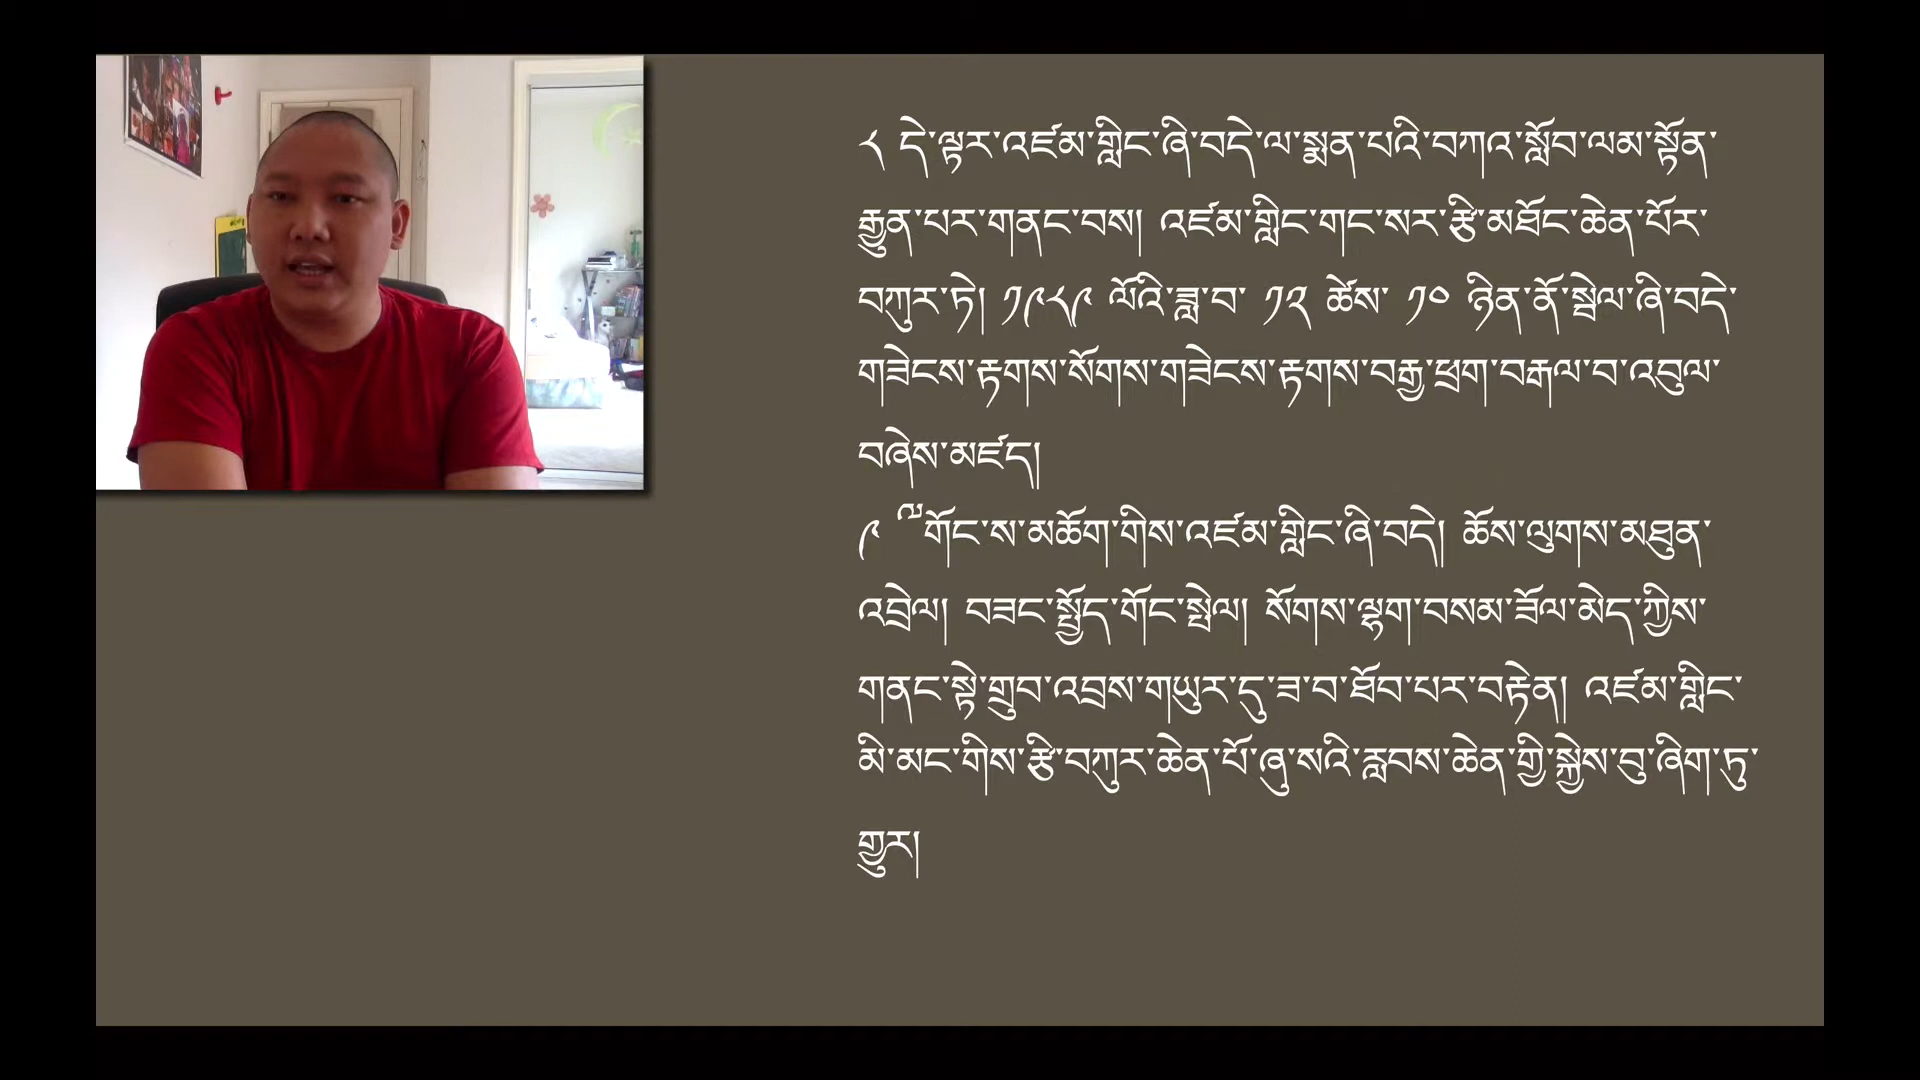 ༨ དེ་ལྟར་འཛམ་གླིང་ཞི་བདེ་ལ་སྨན་པའི་བཀའ་སློབ་ལམ་སྟོན་
རྒྱུན་པར་གནང་བས། འཛམ་གླིང་གང་སར་རྩི་མཐོང་ཆེན་པོར་
བཀུར་ཏེ། ༡༩༨༩ ལོའི་ཟླ་བ་ ༡༢ ཚེས་ ༡༠ ཉིན་ནོ་སྦེལ་ཞི་བདེ་
གཟེངས་རྟགས་སོགས་གཟེངས་རྟགས་བརྒྱ་ཕྲག་བརྒལ་བ་འབུལ་
བཞེས་མཛད།
༩ ༸གོང་ས་མཆོག་གིས་འཛམ་གླིང་ཞི་བདེ། ཆོས་ལུགས་མཐུན་
འབྲེལ། བཟང་སྤྱོད་གོང་སྤེལ། སོགས་ལྷག་བསམ་ཟོལ་མེད་ཀྱིས་
གནང་སྟེ་གྲུབ་འབྲས་གཡུར་དུ་ཟ་བ་ཐོབ་པར་བརྟེན། འཛམ་གླིང་
མི་མང་གིས་རྩི་བཀུར་ཆེན་པོ་ཞུ་སའི་རླབས་ཆེན་གྱི་སྐྱེས་བུ་ཞིག་ཏུ་
གྱུར།